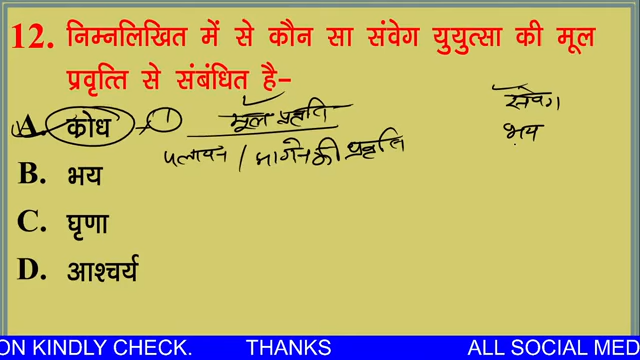 12. निम्नलिखित में से कौन सा संवेग युयुत्सा की मूल
प्रवृत्ति से संबंधित है-
A. क्रोध
मूल प्रवृत्ति
संवेग
पलायन / भागने की प्रवृत्ति
भय
B. भय
C. घृणा
D. आश्चर्य
ON KINDLY CHECK. THANKS ALL SOCIAL MED